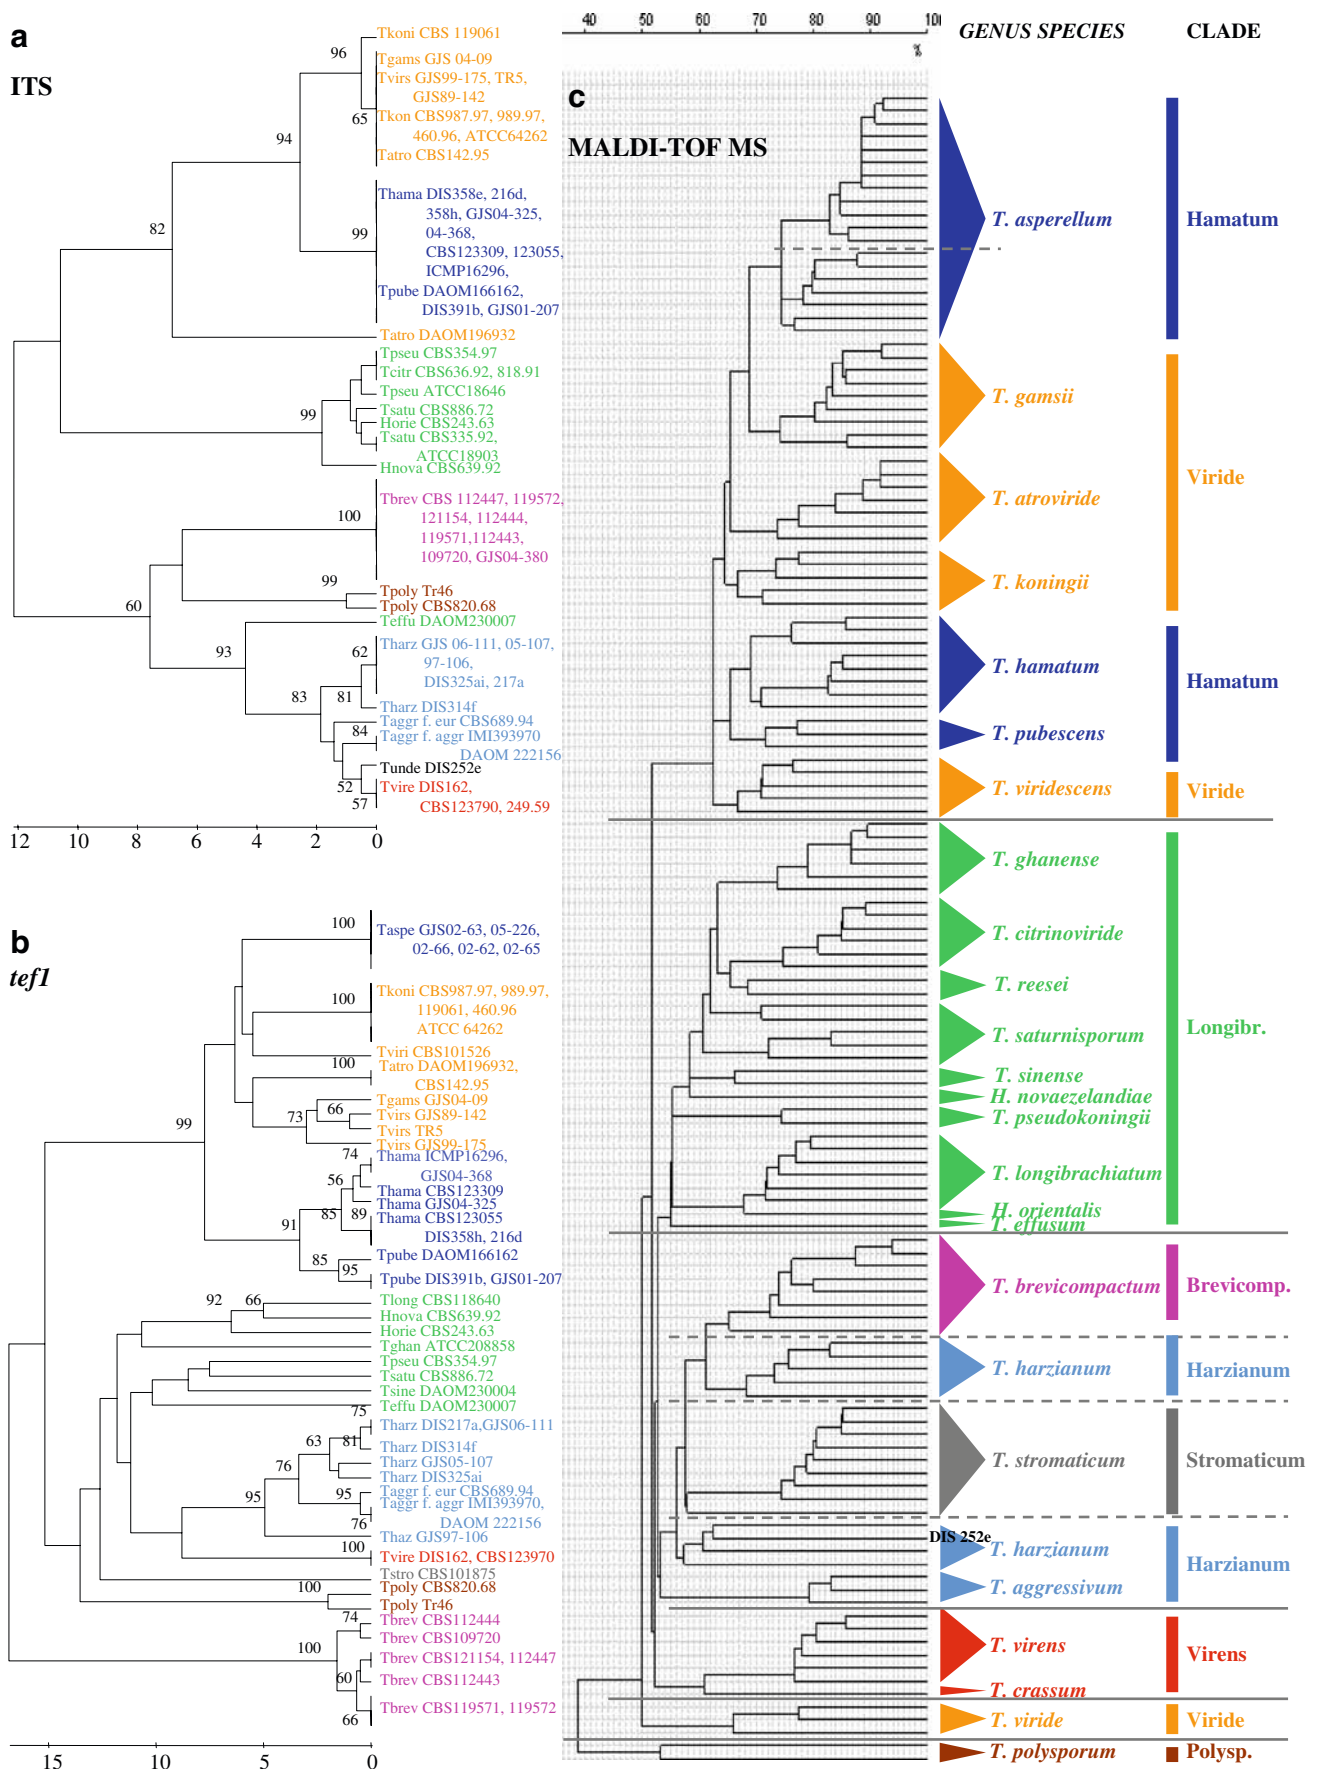 a
ITS
96
Tkoni CBS 119061
Tgams GJS 04-09
Tvirs GJS99-175, TR5,
GJS89-142
65
Tkon CBS987.97, 989.97,
460.96, ATCC64262
94
Tatro CBS142.95
Thama DIS358e, 216d,
358h, GJS04-325,
04-368,
99
CBS123309, 123055,
ICMP16296,
82
Tpube DAOM166162,
DIS391b, GJS01-207
Tatro DAOM196932
Tpseu CBS354.97
Tcitr CBS636.92, 818.91
Tpseu ATCC18646
99
Tsatu CBS886.72
Horie CBS243.63
Tsatu CBS335.92,
ATCC18903
Hnova CBS639.92
Tbrev CBS 112447, 119572,
100
121154, 112444,
119571,112443,
109720, GJS04-380
99
Tpoly Tr46
Tpoly CBS820.68
60
Teffu DAOM230007
93
62
Tharz GJS 06-111, 05-107,
97-106,
DIS325ai, 217a
83
81
Tharz DIS314f
Taggr f. eur CBS689.94
84
Taggr f. aggr IMI393970
DAOM 222156
Tunde DIS252e
52
Tvire DIS162,
57
CBS123790, 249.59
12 10 8 6 4 2 0
b
tef1
100
Taspe GJS02-63, 05-226,
02-66, 02-62, 02-65
100
Tkoni CBS987.97, 989.97,
119061, 460.96
ATCC 64262
Tviri CBS101526
100
Tatro DAOM196932,
CBS142.95
Tgams GJS04-09
73
66
Tvirs GJS89-142
Tvirs TR5
99
Tvirs GJS99-175
74
Thama ICMP16296,
GJS04-368
56
Thama CBS123309
Thama GJS04-325
85
89
Thama CBS123055
91
DIS358h, 216d
85
Tpube DAOM166162
95
Tpube DIS391b, GJS01-207
92
66
Tlong CBS118640
Hnova CBS639.92
Horie CBS243.63
Tghan ATCC208858
Tpseu CBS354.97
Tsatu CBS886.72
Tsine DAOM230004
Teffu DAOM230007
75
Tharz DIS217a,GJS06-111
63
81
Tharz DIS314f
76
Tharz GJS05-107
Tharz DIS325ai
95
95
Taggr f. eur CBS689.94
Taggr f. aggr IMI393970,
76
DAOM 222156
Thaz GJS97-106
100
Tvire DIS162, CBS123970
Tstro CBS101875
100
Tpoly CBS820.68
Tpoly Tr46
74
Tbrev CBS112444
Tbrev CBS109720
100
Tbrev CBS121154, 112447
60
Tbrev CBS112443
Tbrev CBS119571, 119572
66
15 10 5 0
40 50 60 70 80 90 10
%
c
MALDI-TOF MS
GENUS SPECIES
CLADE
T. asperellum
Hamatum
T. gamsii
Viride
T. atroviride
T. koningii
T. hamatum
Hamatum
T. pubescens
T. viridescens
Viride
T. ghanense
T. citrinoviride
T. reesei
T. saturnisporum
Longibr.
T. sinense
H. novaezelandiae
T. pseudokoningii
T. longibrachiatum
H. orientalis
T. effusum
T. brevicompactum
Brevicomp.
T. harzianum
Harzianum
T. stromaticum
Stromaticum
DIS 252e
T. harzianum
Harzianum
T. aggressivum
T. virens
Virens
T. crassum
T. viride
Viride
T. polysporum
Polysp.